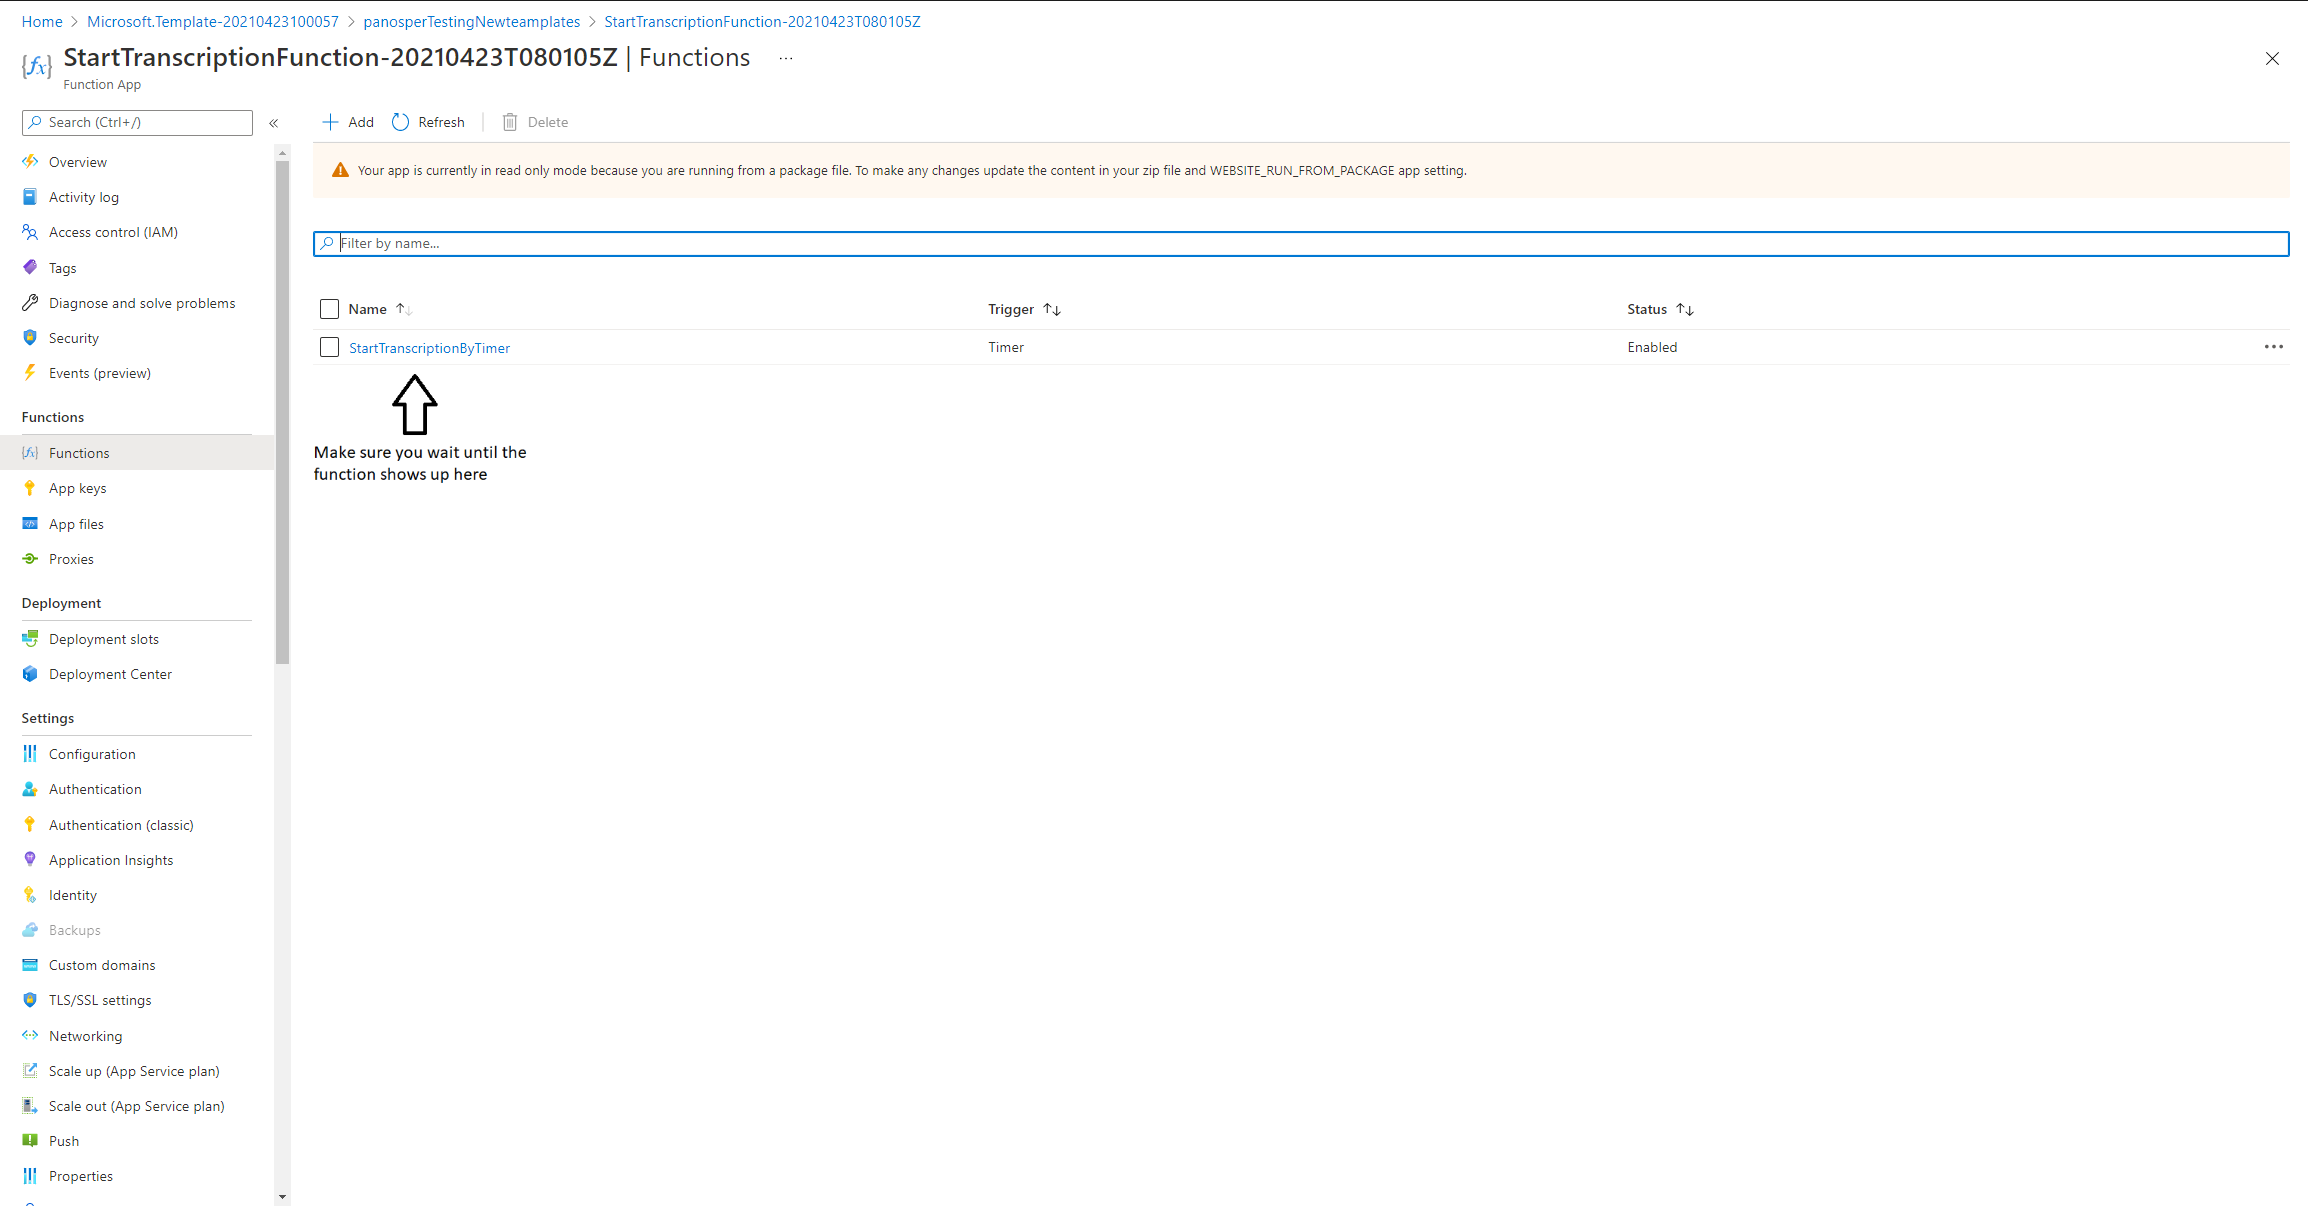 Home > Microsoft.Template-20210423100057 > panosperTestingNewteamplates > StartTranscriptionFunction-20210423T080105Z
StartTranscriptionFunction-20210423T080105Z | Functions ...
Function App
Search (Ctrl+/) «
Add Refresh Delete
Overview
Activity log
Access control (IAM)
Tags
Diagnose and solve problems
Security
Events (preview)
Functions
Functions
App keys
App files
Proxies
Deployment
Deployment slots
Deployment Center
Settings
Configuration
Authentication
Authentication (classic)
Application Insights
Identity
Backups
Custom domains
TLS/SSL settings
Networking
Scale up (App Service plan)
Scale out (App Service plan)
Push
Properties
Your app is currently in read only mode because you are running from a package file. To make any changes update the content in your zip file and WEBSITE_RUN_FROM_PACKAGE app setting.
Filter by name...
Name Trigger Status
StartTranscriptionByTimer Timer Enabled
Make sure you wait until the
function shows up here